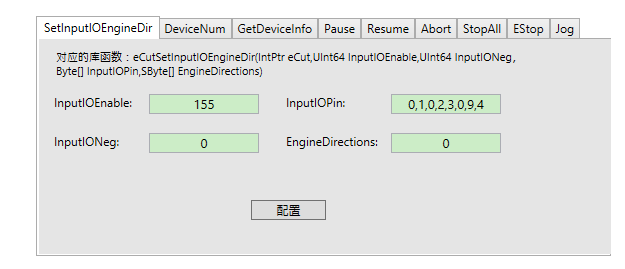 SetInputIOEngineDir DeviceNum GetDeviceInfo Pause Resume Abort StopAll EStop Jog
对应的库函数：eCutSetInputIOEngineDir(IntPtr eCut,UInt64 InputIOEnable,UInt64 InputIONeg,
Byte[] InputIOPin,SByte[] EngineDirections)
InputIOEnable: 155 InputIOPin: 0,1,0,2,3,0,9,4
InputIONeg: 0 EngineDirections: 0
配置